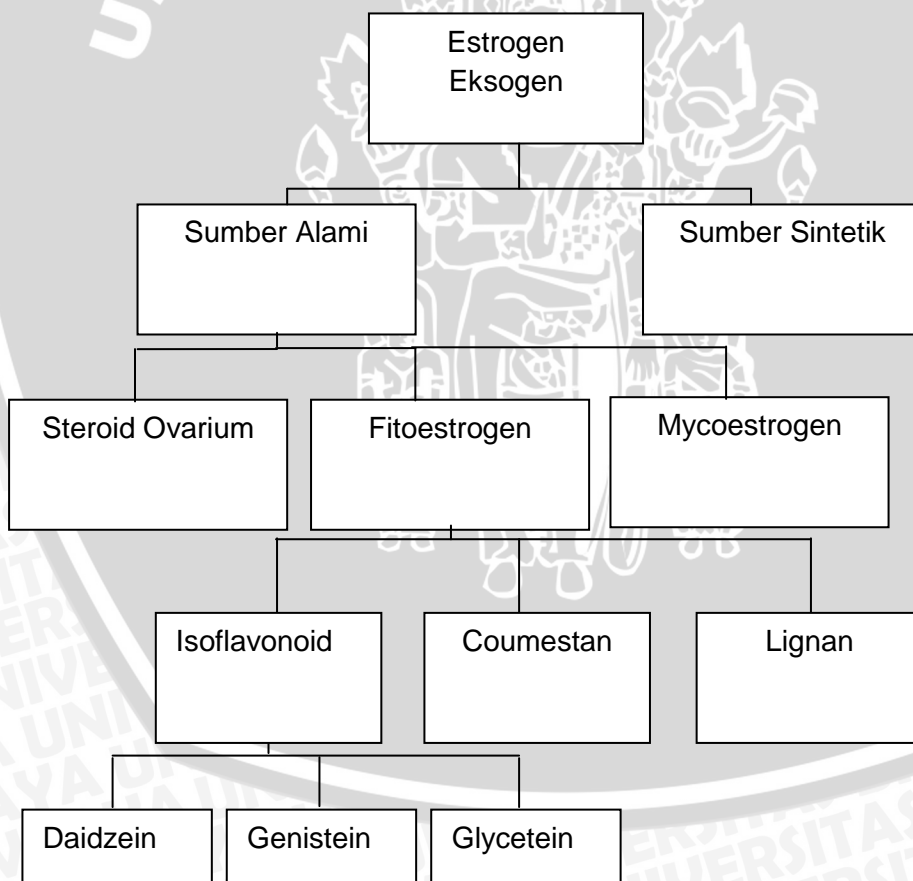 Estrogen
Eksogen
Sumber Alami
Sumber Sintetik
Steroid Ovarium
Fitoestrogen
Mycoestrogen
Isoflavonoid
Coumestan
Lignan
Daidzein
Genistein
Glycetein